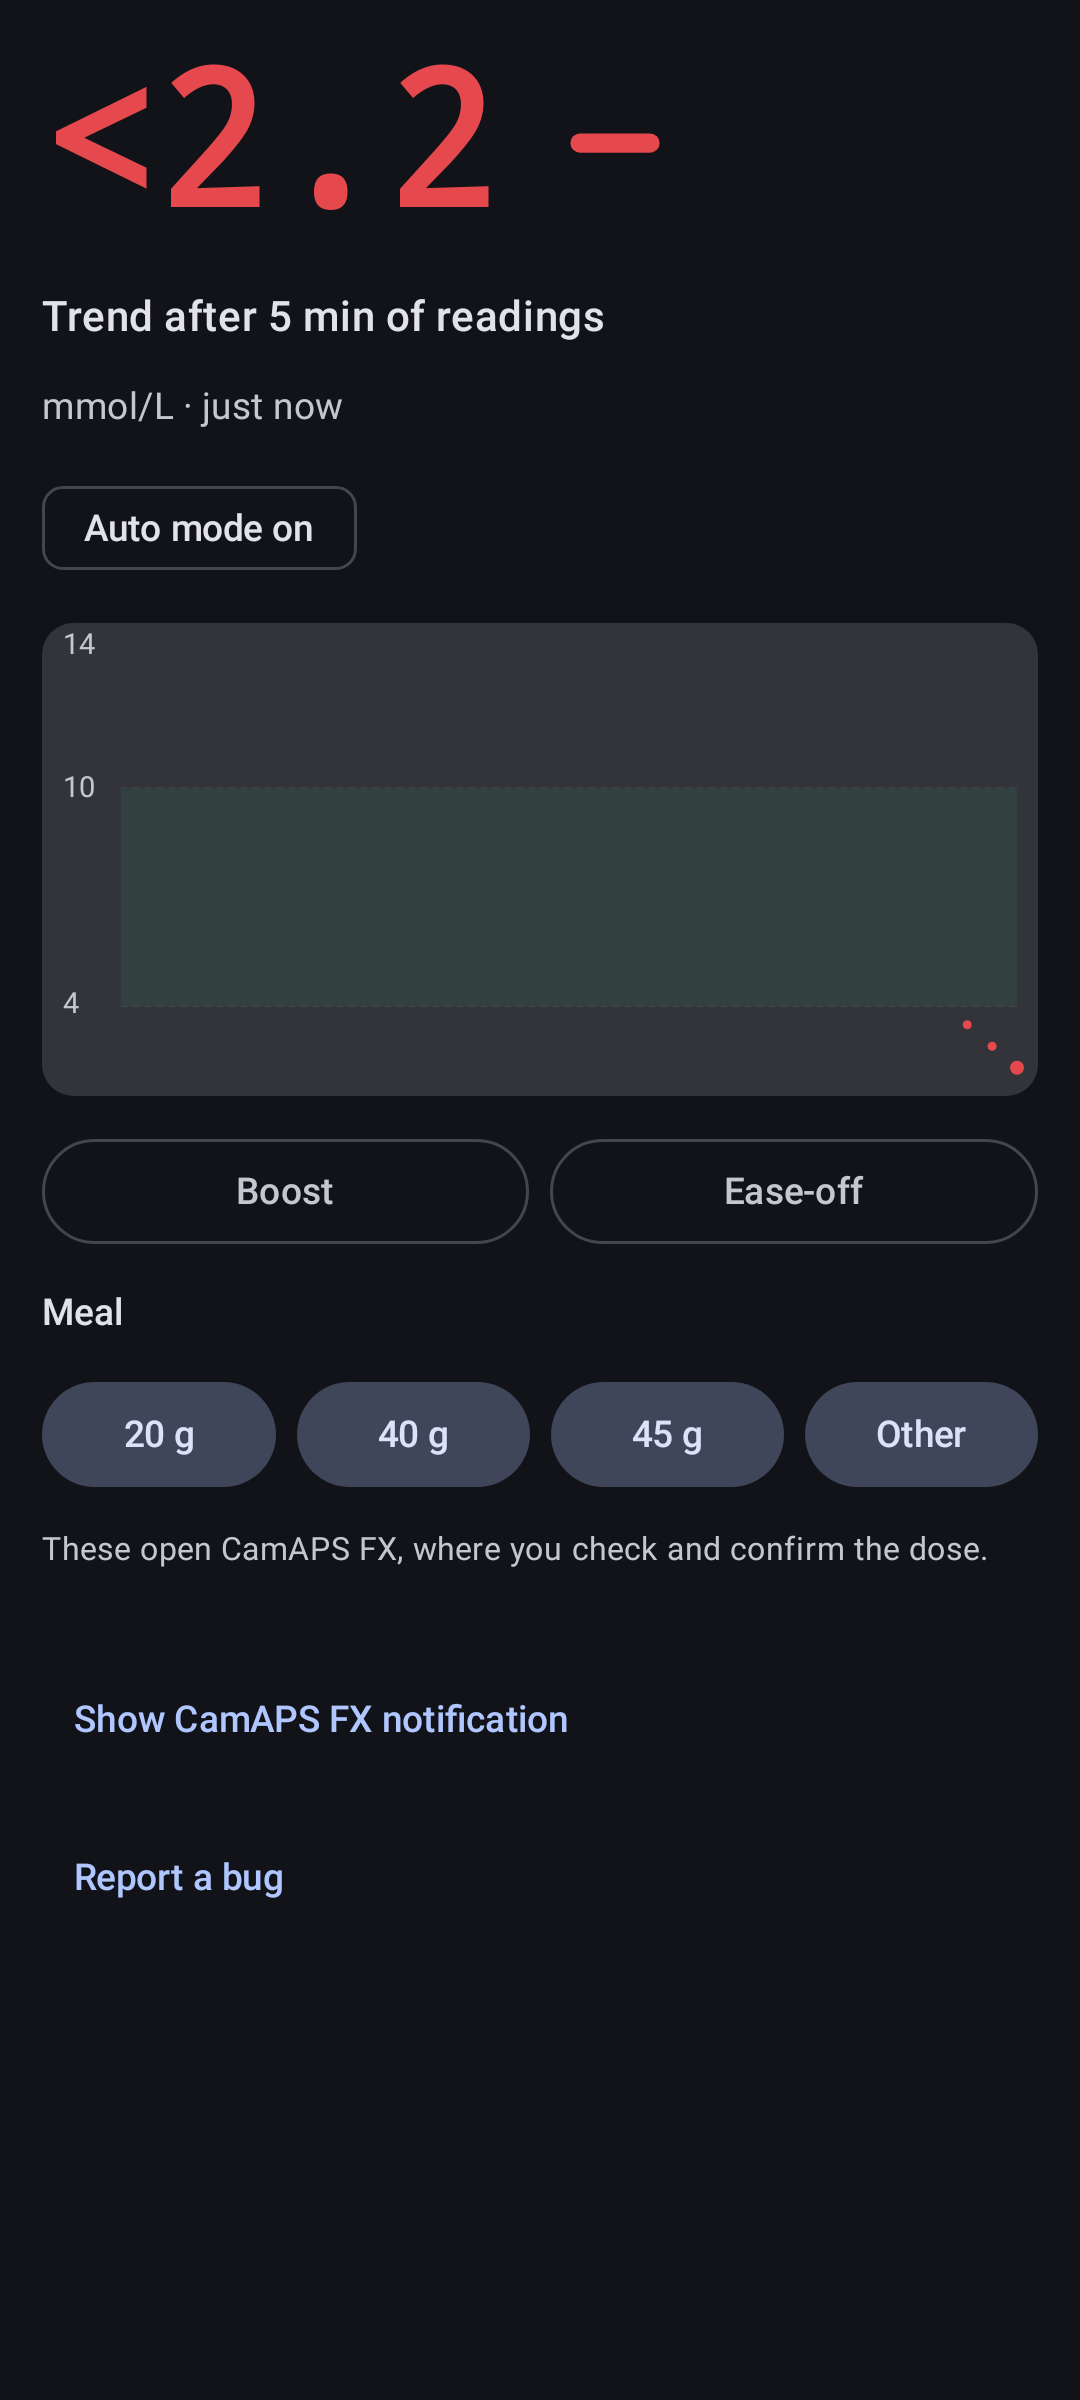 <2.2 –
Trend after 5 min of readings
mmol/L · just now
Auto mode on
14
10
4
Boost
Ease-off
Meal
20 g
40 g
45 g
Other
These open CamAPS FX, where you check and confirm the dose.
Show CamAPS FX notification
Report a bug